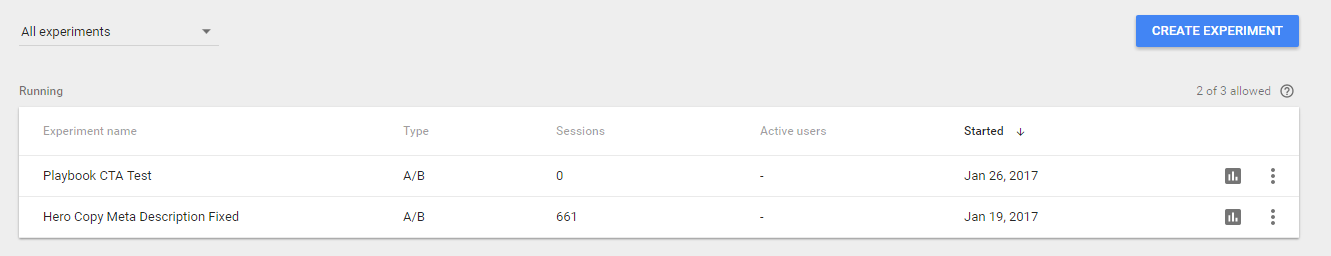 All experiments
CREATE EXPERIMENT
Running
2 of 3 allowed
Experiment name Type Sessions Active users Started
Playbook CTA Test A/B 0 - Jan 26, 2017
Hero Copy Meta Description Fixed A/B 661 - Jan 19, 2017